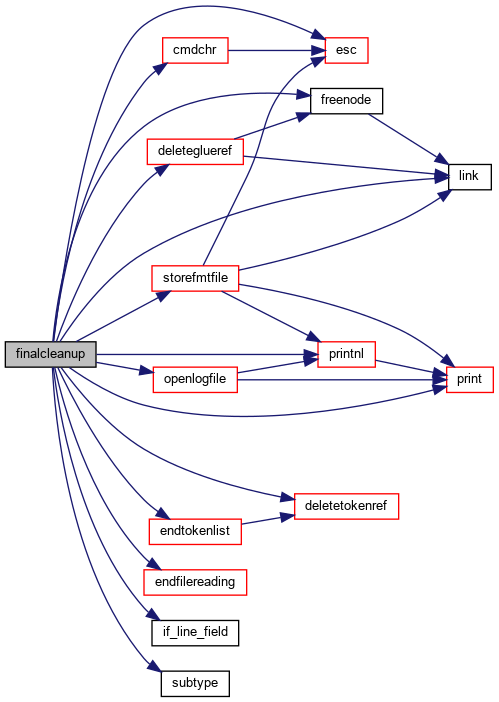 cmdchr
esc
freenode
deleteglueref
link
storefmtfile
finalcleanup
printnl
openlogfile
print
deletetokenref
endtokenlist
endfilereading
if_line_field
subtype